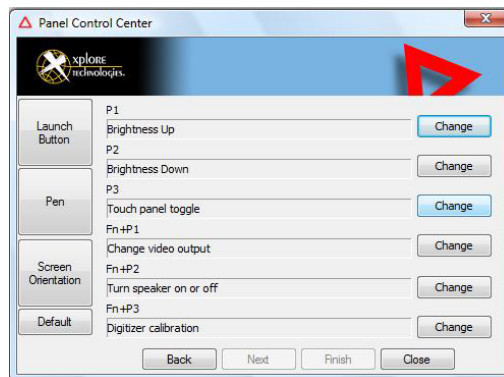 Panel Control Center
xplore
technologies.
Launch
Button
Pen
Screen
Orientation
Default
P1
Brightness Up
Change
P2
Brightness Down
Change
P3
Touch panel toggle
Change
Fn+P1
Change video output
Change
Fn+P2
Turn speaker on or off
Change
Fn+P3
Digitizer calibration
Change
Back
Next
Finish
Close